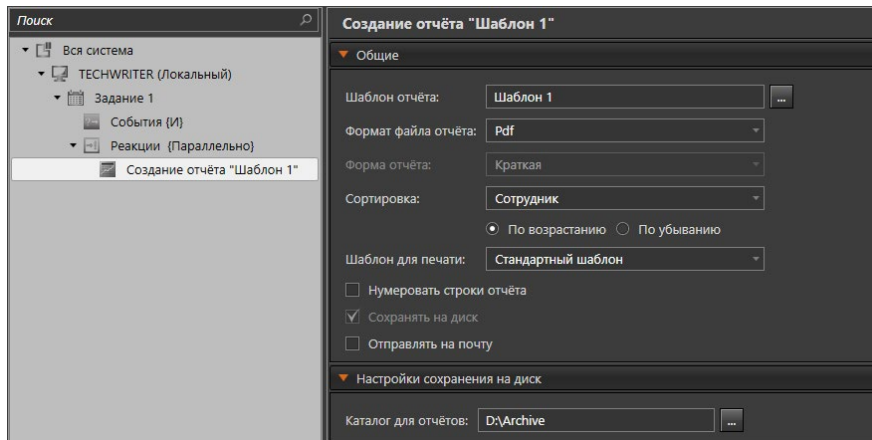 Поиск
Вся система
TECHWRITER (Локальный)
Задание 1
События {И}
Реакции {Параллельно}
Создание отчёта "Шаблон 1"
Создание отчёта "Шаблон 1"
Общие
Шаблон отчёта: Шаблон 1 ...
Формат файла отчёта: Pdf
Форма отчёта: Краткая
Сортировка: Сотрудник
По возрастанию По убыванию
Шаблон для печати: Стандартный шаблон
Нумеровать строки отчёта
Сохранять на диск
Отправлять на почту
Настройки сохранения на диск
Каталог для отчётов: D:\Archive ...